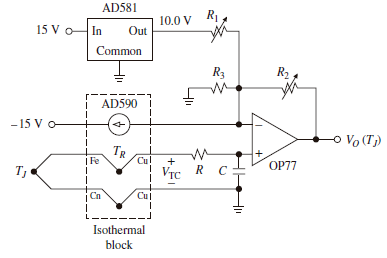 AD581
15 V
In
Out
10.0 V
R1
Common
R3
R2
AD590
–15 V
–
+
OP77
VO (TJ)
TJ
Fe
TR
Cu
+
VTC
–
R
C
Cn
Cu
Isothermal
block